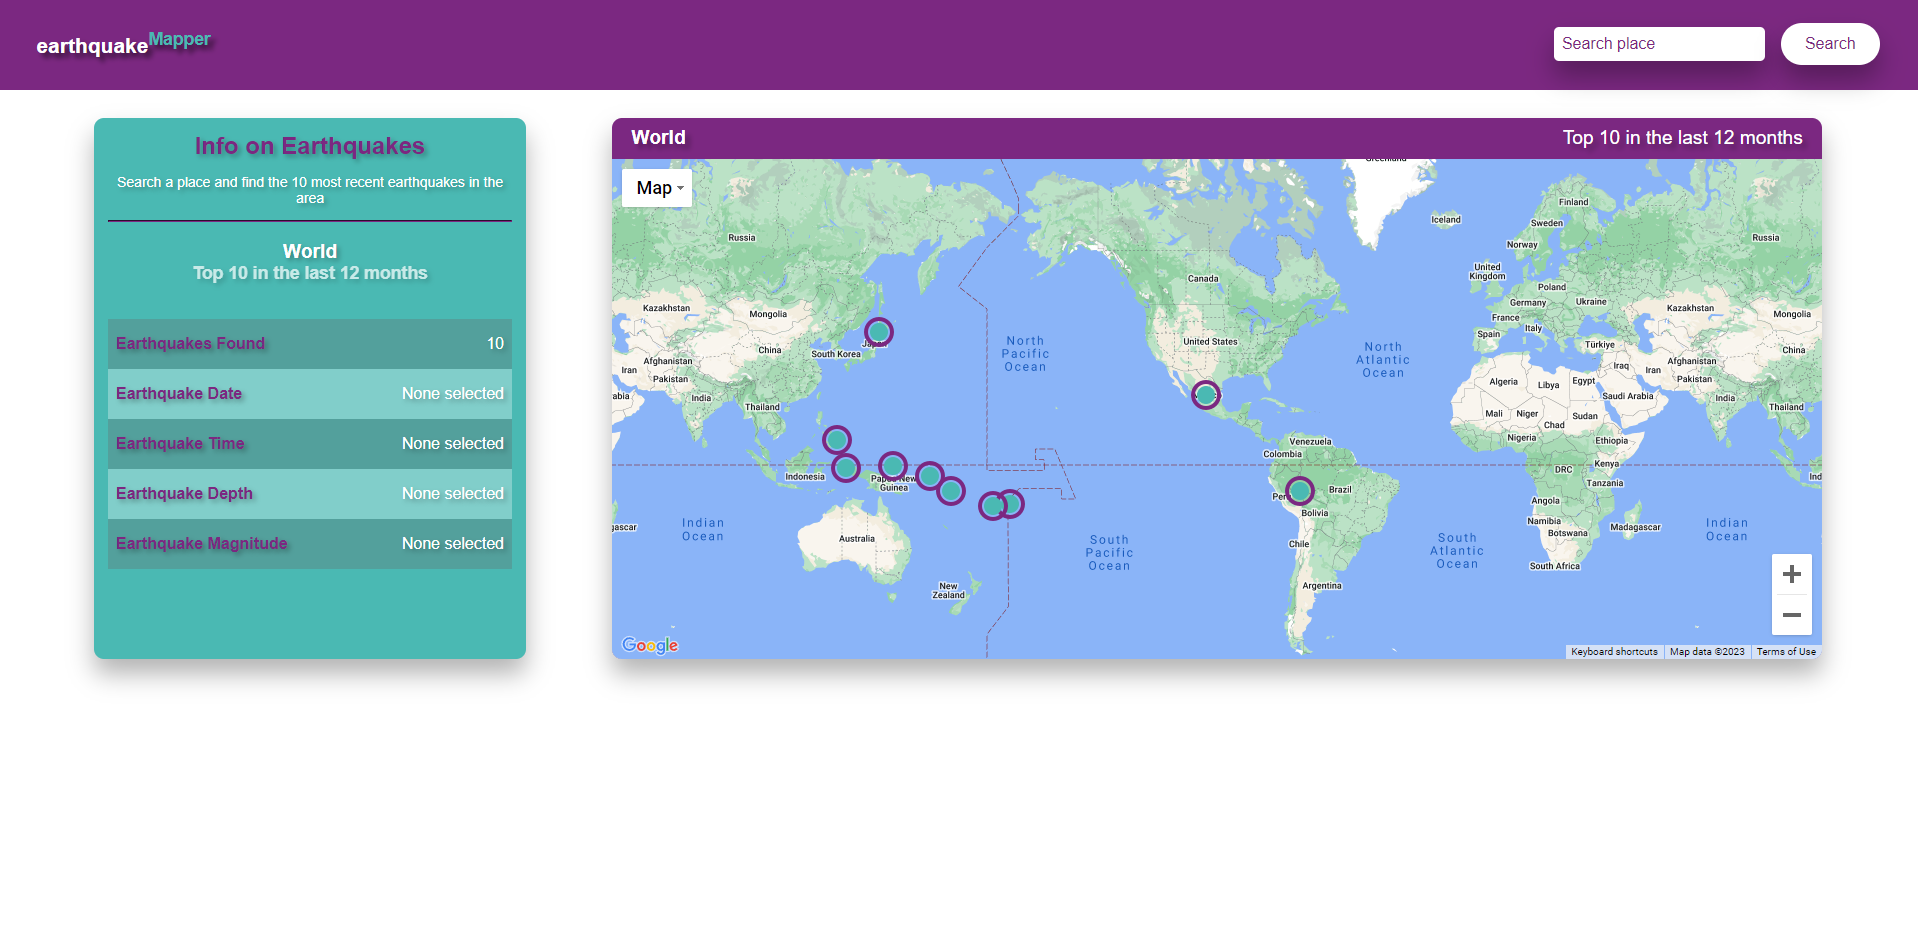 earthquakeMapper
Search place
Search
Info on Earthquakes
Search a place and find the 10 most recent earthquakes in the
area
World
Top 10 in the last 12 months
Earthquakes Found 10
Earthquake Date None selected
Earthquake Time None selected
Earthquake Depth None selected
Earthquake Magnitude None selected
World
Top 10 in the last 12 months
Map
Greenland
Iceland
Finland
Sweden
Norway
Russia
Russia
Canada
United
Kingdom
Poland
Germany
Ukraine
France
Italy
Spain
Türkiye
Kazakhstan
Mongolia
Kazakhstan
Mongolia
China
South Korea
Japan
Afghanistan
Iran
Pakistan
India
Thailand
North
Pacific
Ocean
United States
North
Atlantic
Ocean
Iraq
Iran
Afghanistan
Pakistan
China
India
Thailand
Algeria
Libya
Egypt
Saudi Arabia
Mali
Niger
Sudan
Chad
Nigeria
Ethiopia
abia
Venezuela
Colombia
DRC
Kenya
Tanzania
Indonesia
Papua New
Guinea
Peru
Brazil
Bolivia
Angola
Namibia
Botswana
Madagascar
South Africa
Ind
gascar
Indian
Ocean
Australia
New
Zealand
South
Pacific
Ocean
Chile
Argentina
South
Atlantic
Ocean
Indian
Ocean
Google
Keyboard shortcuts
Map data ©2023
Terms of Use